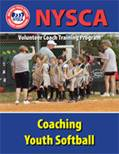 NYSCA
Volunteer Coach Training Program
Coaching
Youth Softball